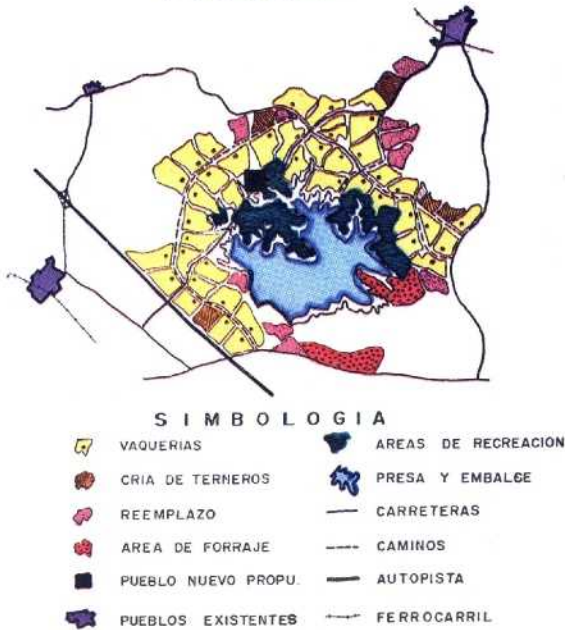 SIMBOLOGIA
VAQUERIAS
CRIA DE TERNEROS
REEMPLAZO
AREA DE FORRAJE
PUEBLO NUEVO PROPU.
PUEBLOS EXISTENTES
AREAS DE RECREACION
PRESA Y EMBALSE
CARRETERAS
CAMINOS
AUTOPISTA
FERROCARRIL